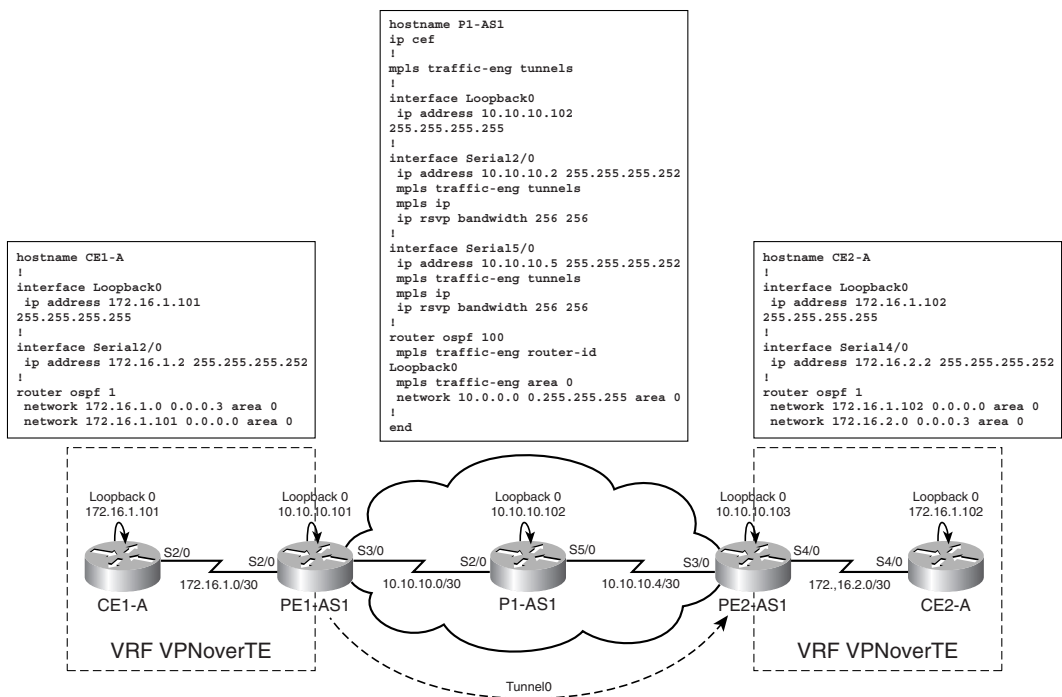 hostname P1-AS1
ip cef
!
mpls traffic-eng tunnels
!
interface Loopback0
 ip address 10.10.10.102
255.255.255.255
!
interface Serial2/0
 ip address 10.10.10.2 255.255.255.252
 mpls traffic-eng tunnels
 mpls ip
 ip rsvp bandwidth 256 256
!
interface Serial5/0
 ip address 10.10.10.5 255.255.255.252
 mpls traffic-eng tunnels
 mpls ip
 ip rsvp bandwidth 256 256
!
router ospf 100
 mpls traffic-eng router-id
Loopback0
 mpls traffic-eng area 0
 network 10.0.0.0 0.255.255.255 area 0
!
end
hostname CE1-A
!
interface Loopback0
 ip address 172.16.1.101
255.255.255.255
!
interface Serial2/0
 ip address 172.16.1.2 255.255.255.252
!
router ospf 1
 network 172.16.1.0 0.0.0.3 area 0
 network 172.16.1.101 0.0.0.0 area 0
hostname CE2-A
!
interface Loopback0
 ip address 172.16.1.102
255.255.255.255
!
interface Serial4/0
 ip address 172.16.2.2 255.255.255.252
!
router ospf 1
 network 172.16.1.102 0.0.0.0 area 0
 network 172.16.2.0 0.0.0.3 area 0
Loopback 0
172.16.1.101
Loopback 0
10.10.10.101
Loopback 0
10.10.10.102
Loopback 0
10.10.10.103
Loopback 0
172.16.1.102
S2/0
S2/0
S3/0
S2/0
S5/0
S3/0
S4/0
S4/0
172.16.1.0/30
10.10.10.0/30
10.10.10.4/30
172.,16.2.0/30
CE1-A
PE1-AS1
P1-AS1
PE2-AS1
CE2-A
VRF VPNoverTE
VRF VPNoverTE
Tunnel0